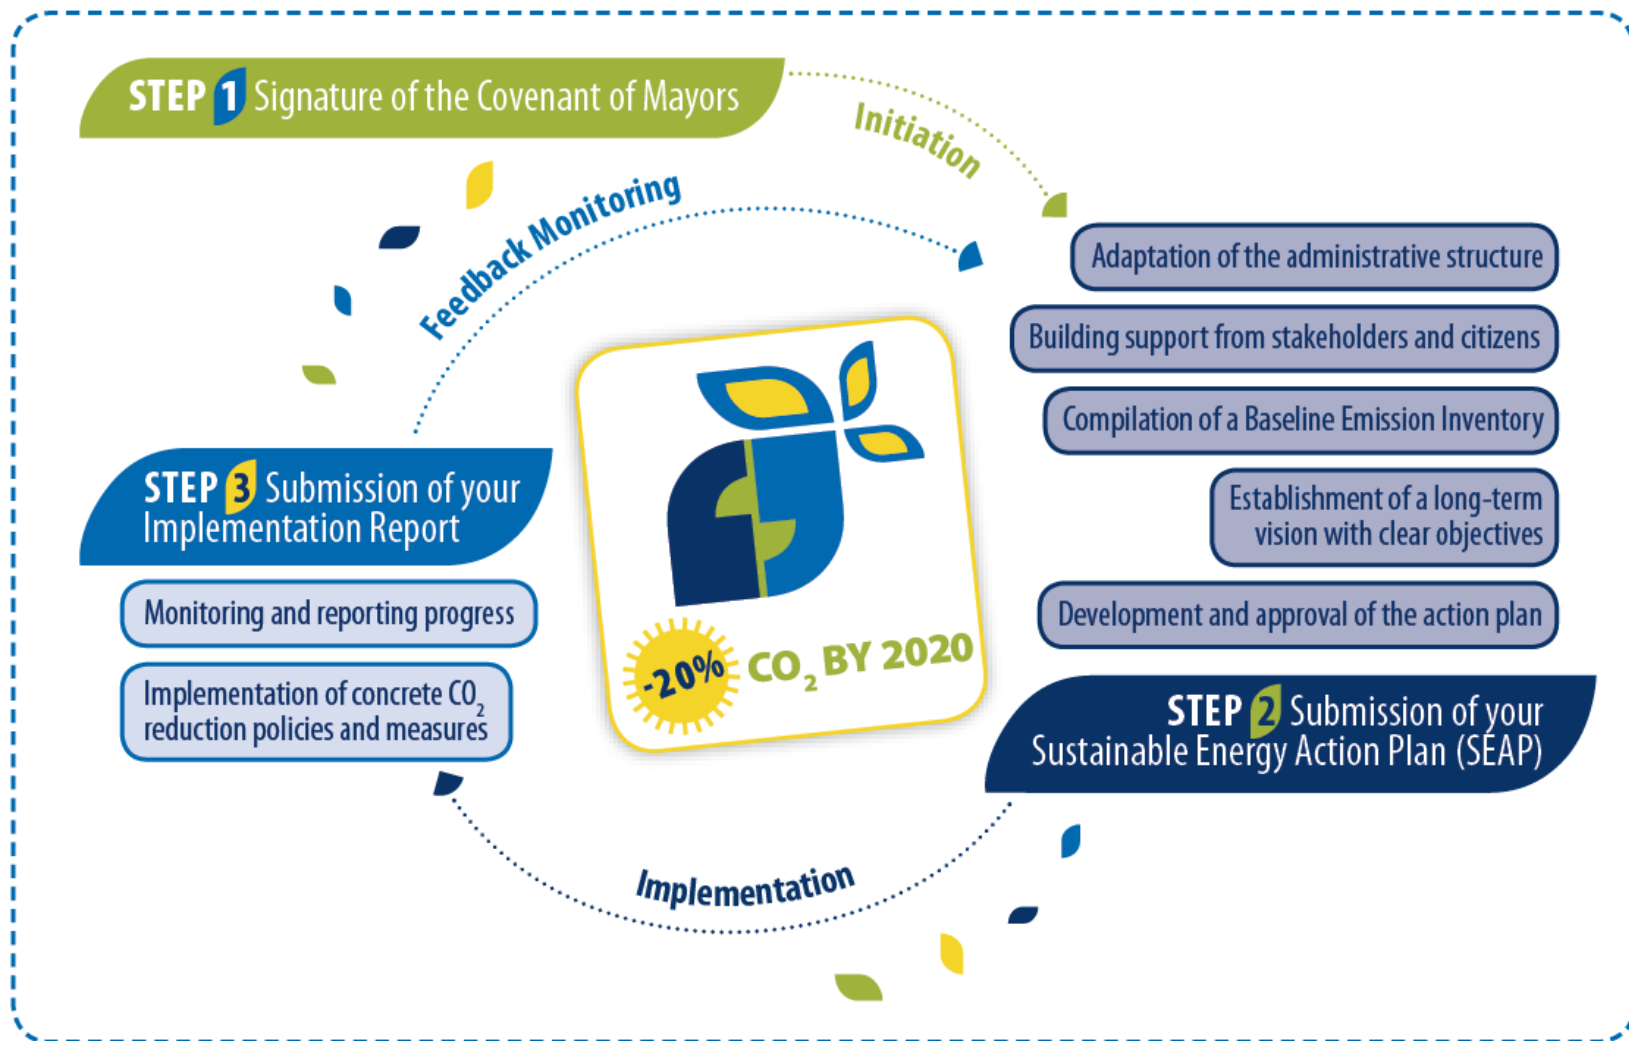 STEP 1 Signature of the Covenant of Mayors
Initiation
Feedback Monitoring
Adaptation of the administrative structure
Building support from stakeholders and citizens
Compilation of a Baseline Emission Inventory
Establishment of a long-term
vision with clear objectives
Development and approval of the action plan
STEP 2 Submission of your
Sustainable Energy Action Plan (SEAP)
Implementation
STEP 3 Submission of your
Implementation Report
Monitoring and reporting progress
Implementation of concrete CO₂
reduction policies and measures
-20% CO₂ BY 2020